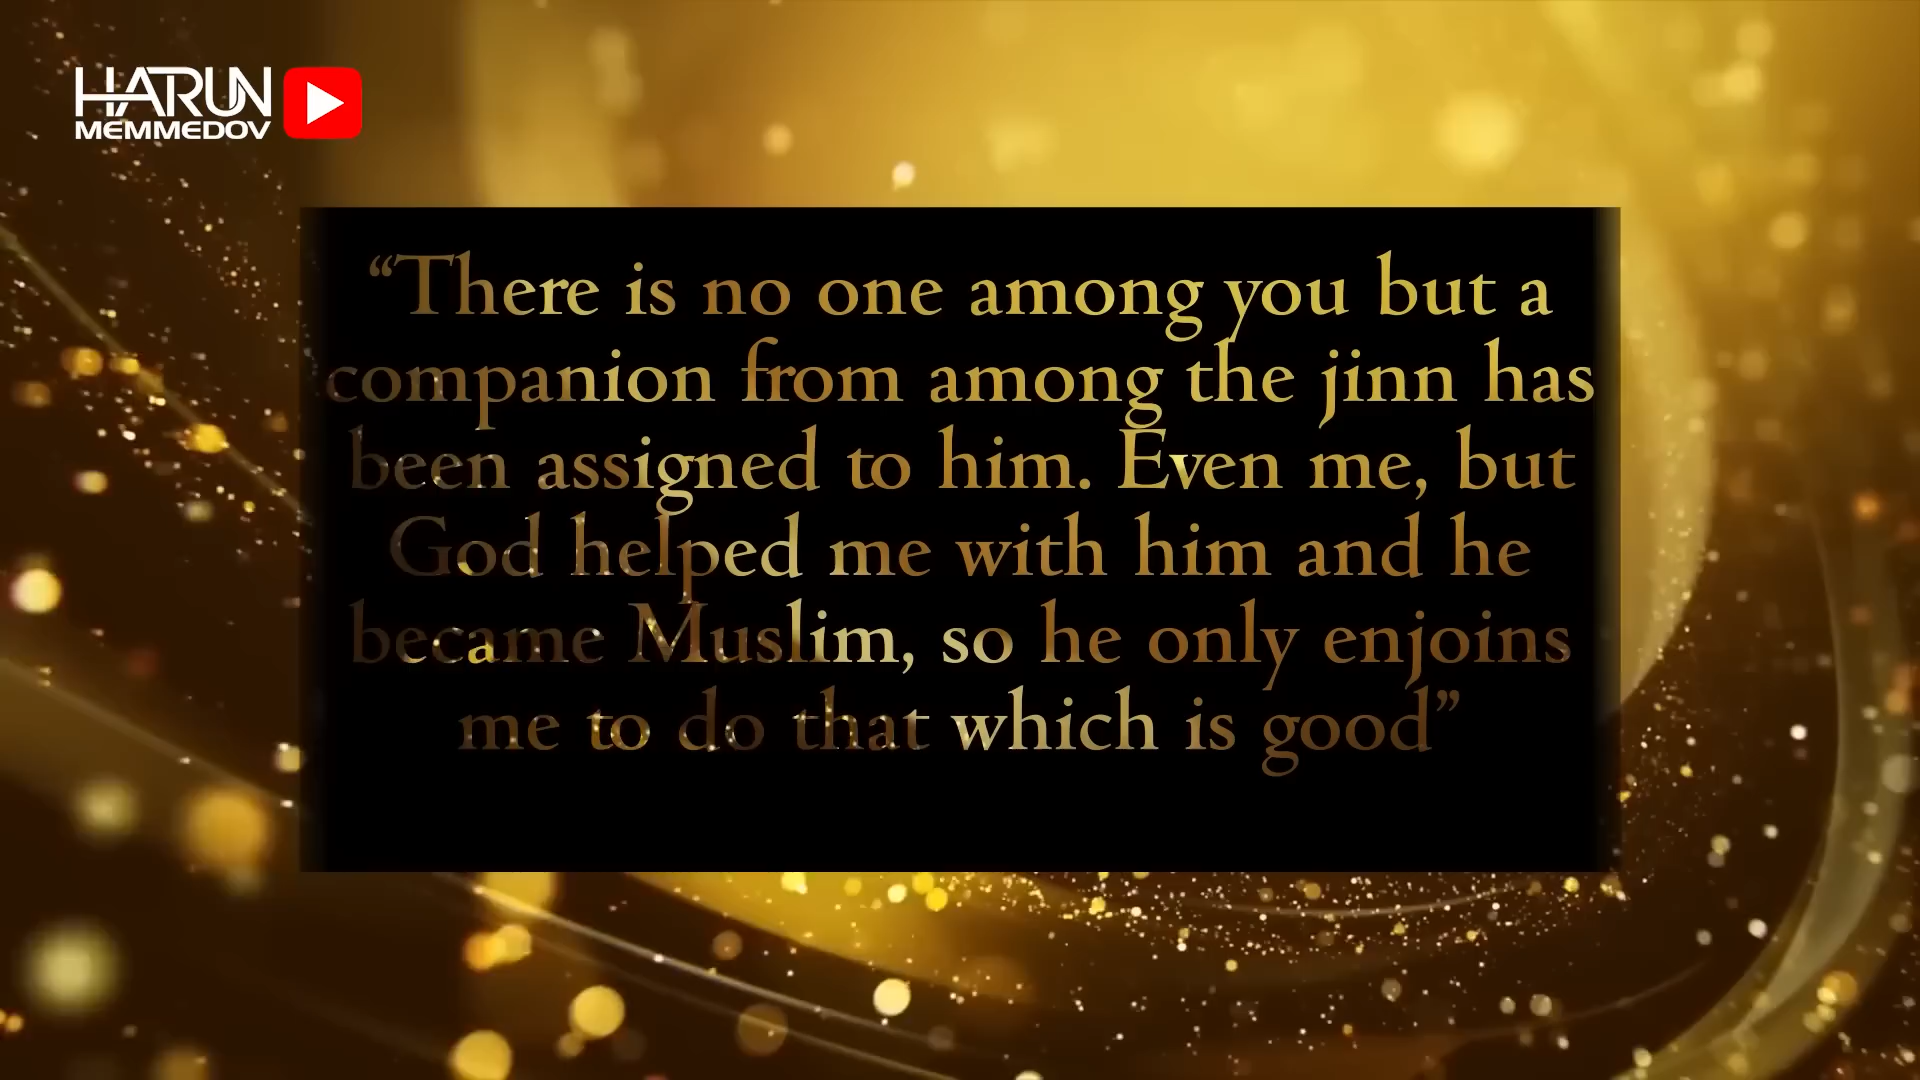 HARUN
MEMMEDOV
“There is no one among you but a
companion from among the jinn has
been assigned to him. Even me, but
God helped me with him and he
became Muslim, so he only enjoins
me to do that which is good”